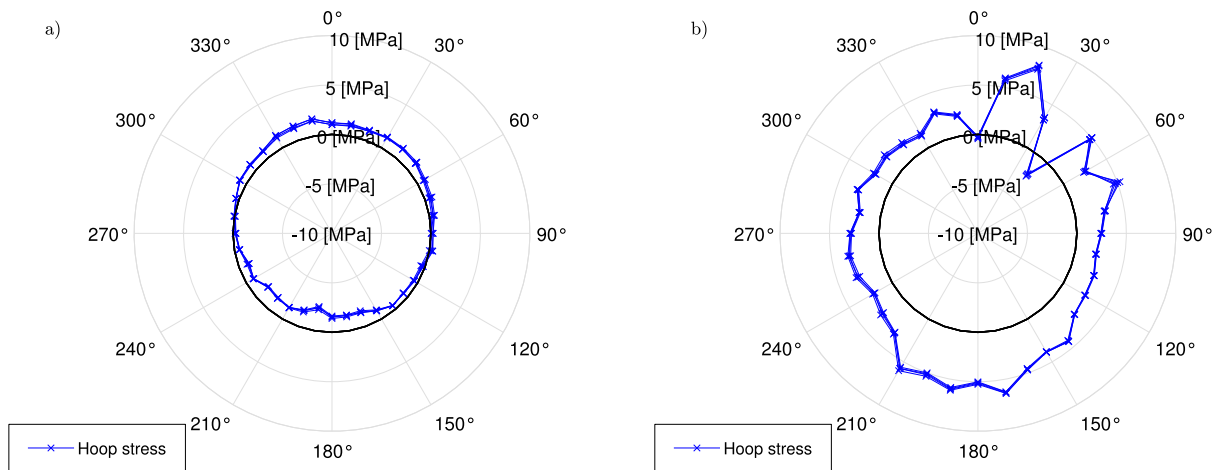 a)
0°
30°
60°
90°
120°
150°
180°
210°
240°
270°
300°
330°
10 [MPa]
5 [MPa]
0 [MPa]
-5 [MPa]
-10 [MPa]
Hoop stress
b)
0°
30°
60°
90°
120°
150°
180°
210°
240°
270°
300°
330°
10 [MPa]
5 [MPa]
0 [MPa]
-5 [MPa]
-10 [MPa]
Hoop stress